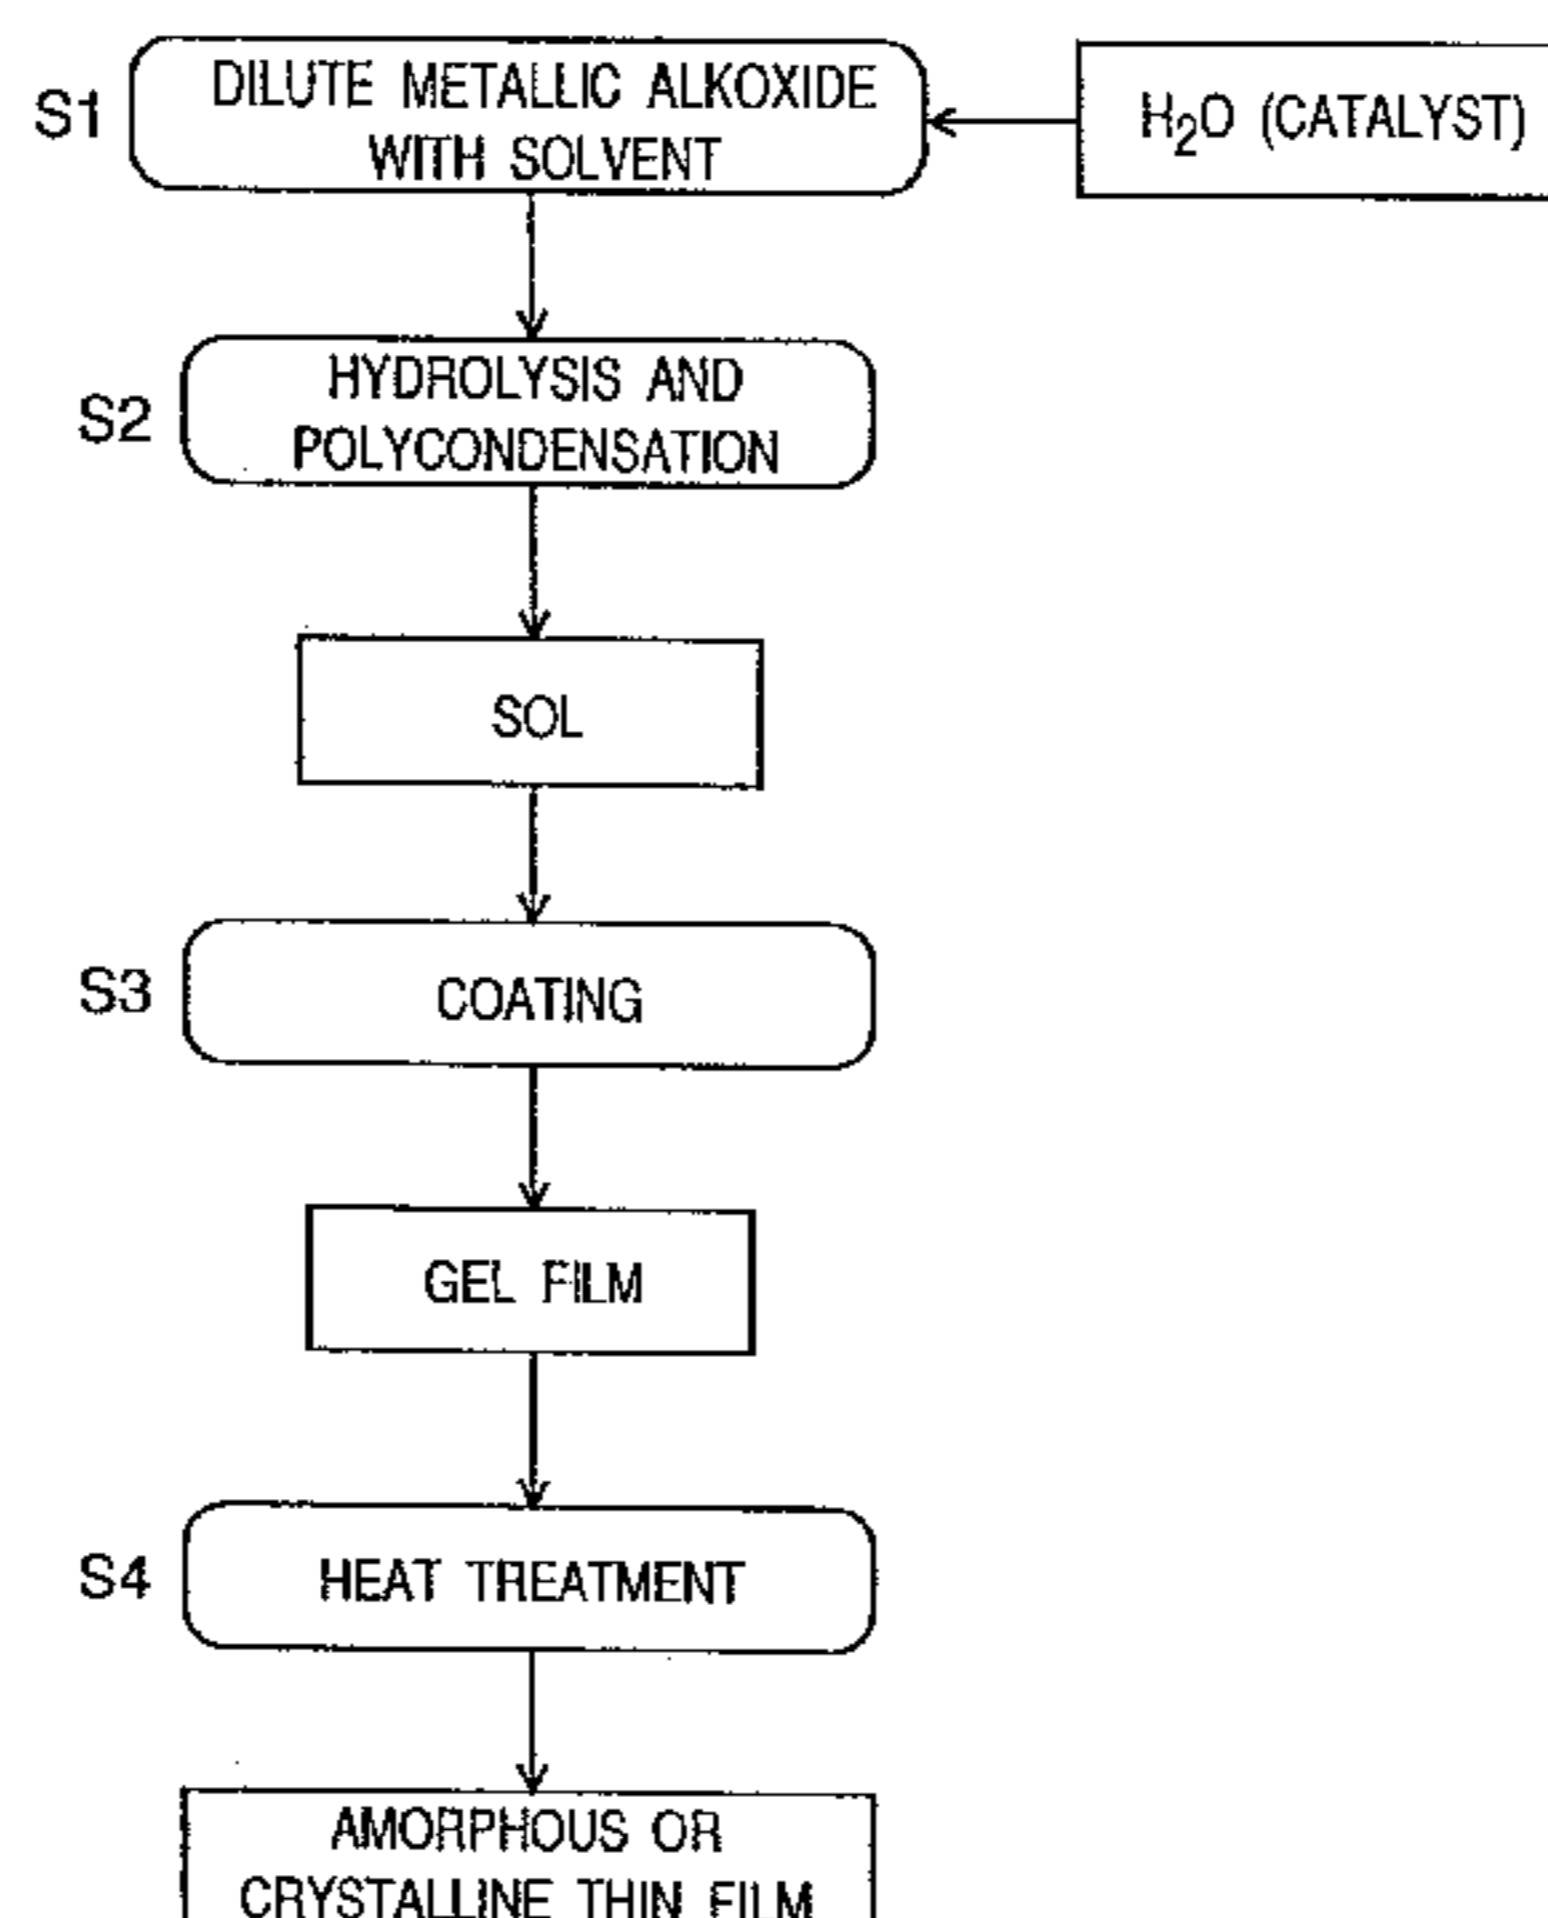 S1
DILUTE METALLIC ALKOXIDE
WITH SOLVENT
H₂O (CATALYST)
S2
HYDROLYSIS AND
POLYCONDENSATION
SOL
S3
COATING
GEL FILM
S4
HEAT TREATMENT
AMORPHOUS OR
CRYSTALLINE THIN FILM